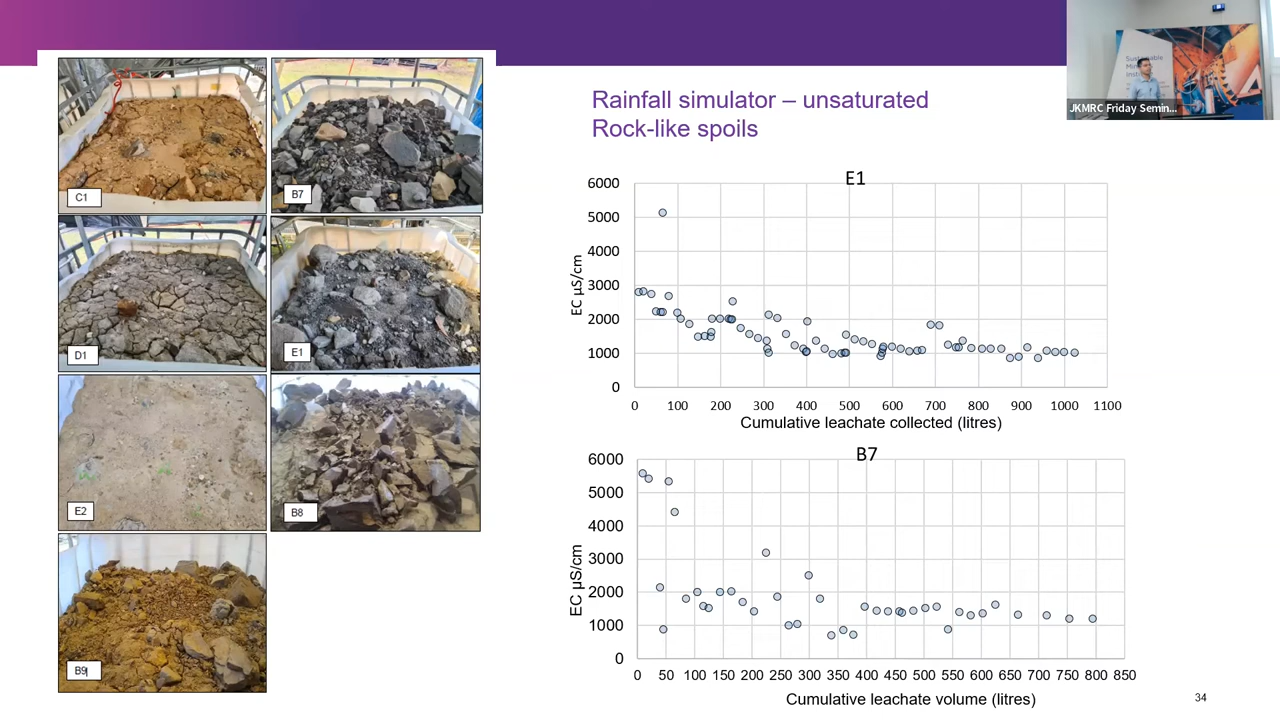 C1
B7
D1
E1
E2
B8
B9
Rainfall simulator – unsaturated
Rock-like spoils
E1
6000
5000
4000
3000
2000
1000
0
EC µS/cm
0 100 200 300 400 500 600 700 800 900 1000 1100
Cumulative leachate collected (litres)
B7
6000
5000
4000
3000
2000
1000
0
EC µS/cm
0 50 100 150 200 250 300 350 400 450 500 550 600 650 700 750 800 850
Cumulative leachate volume (litres)
34
JKMRC Friday Semin...